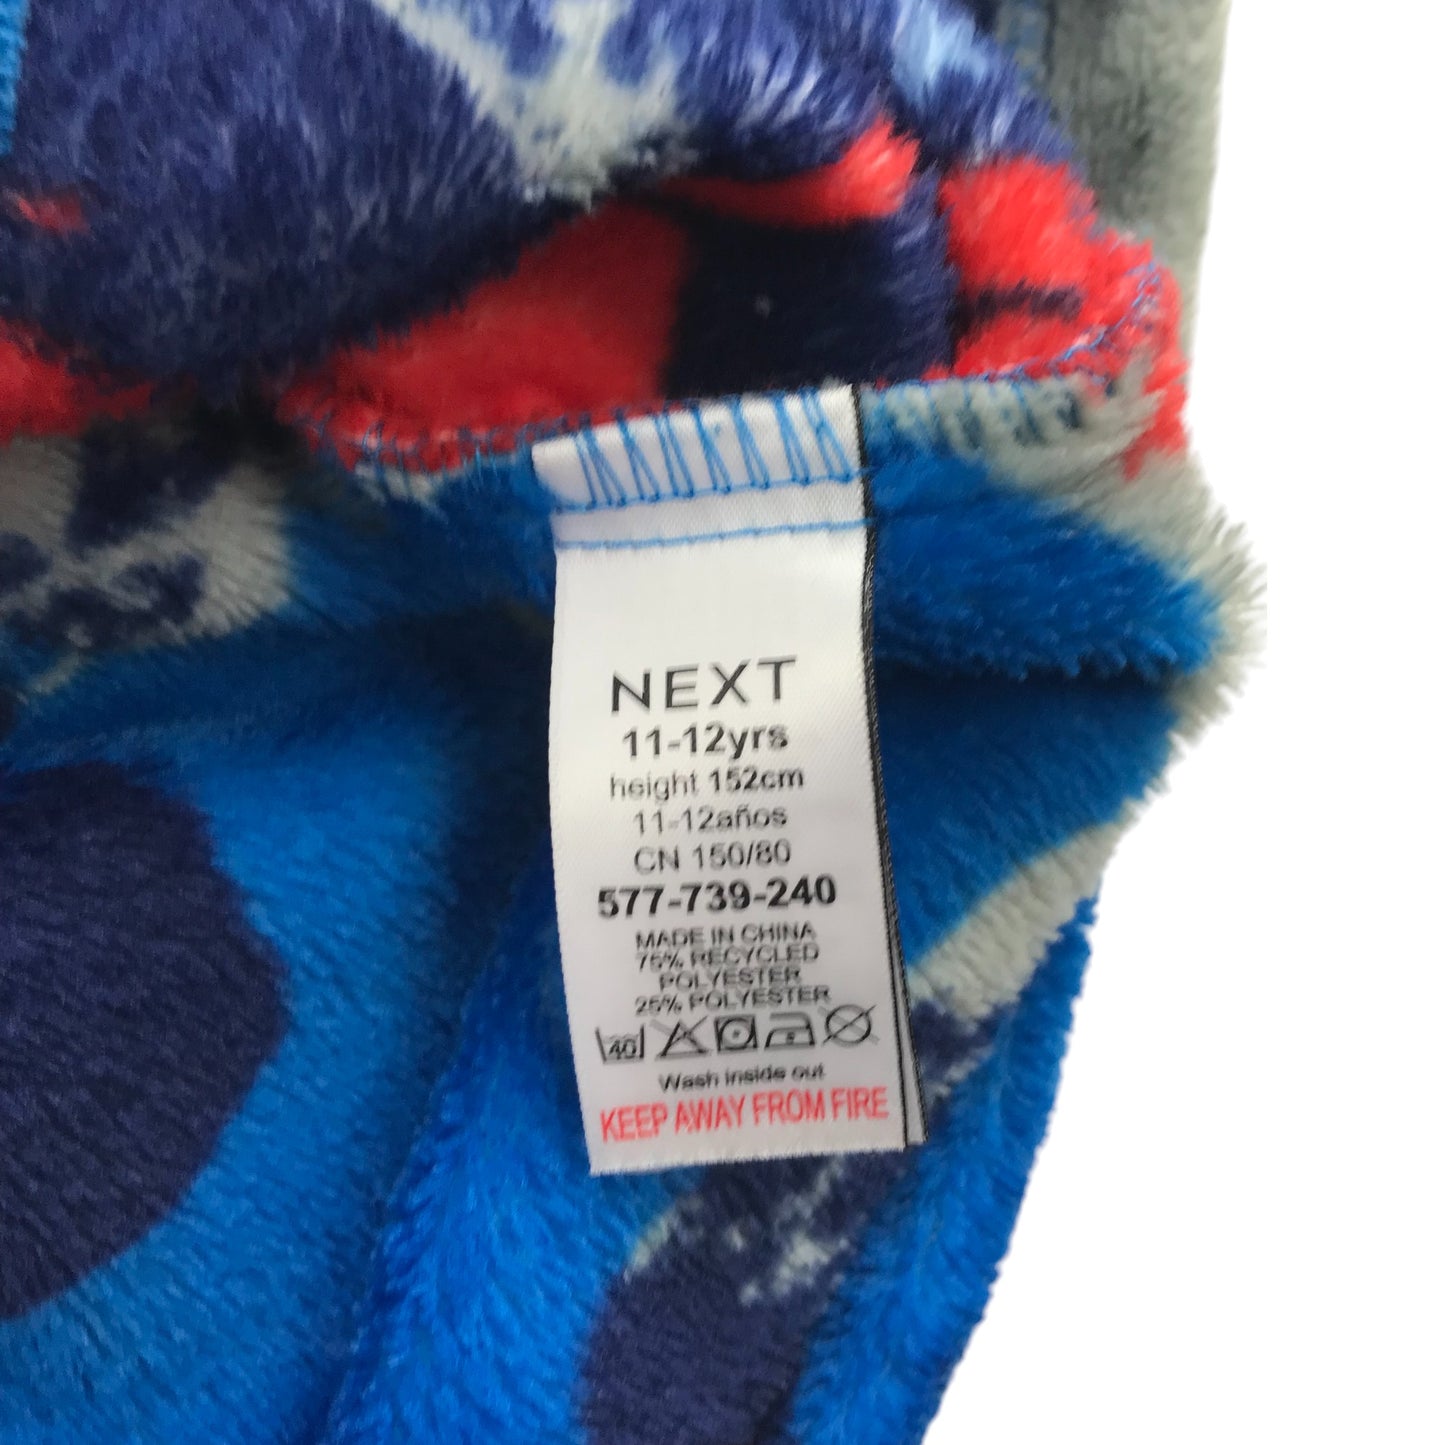 NEXT
11-12yrs
height 152cm
11-12años
CN 150/80
577-739-240
MADE IN CHINA
75% RECYCLED
POLYESTER
25% POLYESTER
40
Wash inside out
KEEP AWAY FROM FIRE